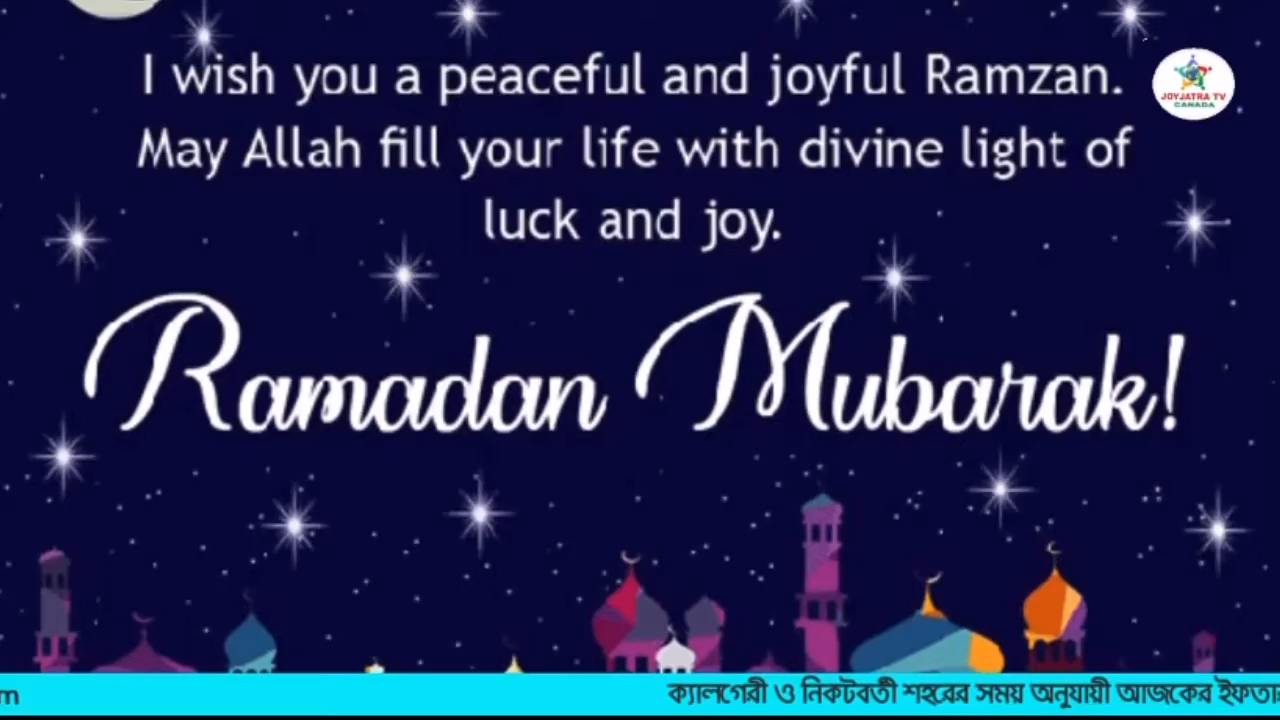 I wish you a peaceful and joyful Ramzan.
JOYJATRA TV
CANADA
May Allah fill your life with divine light of
luck and joy.
Ramadan Mubarak!
m
ক্যালগেরী ও নিকটবর্তী শহরের সময় অনুযায়ী আজকের ইফতার